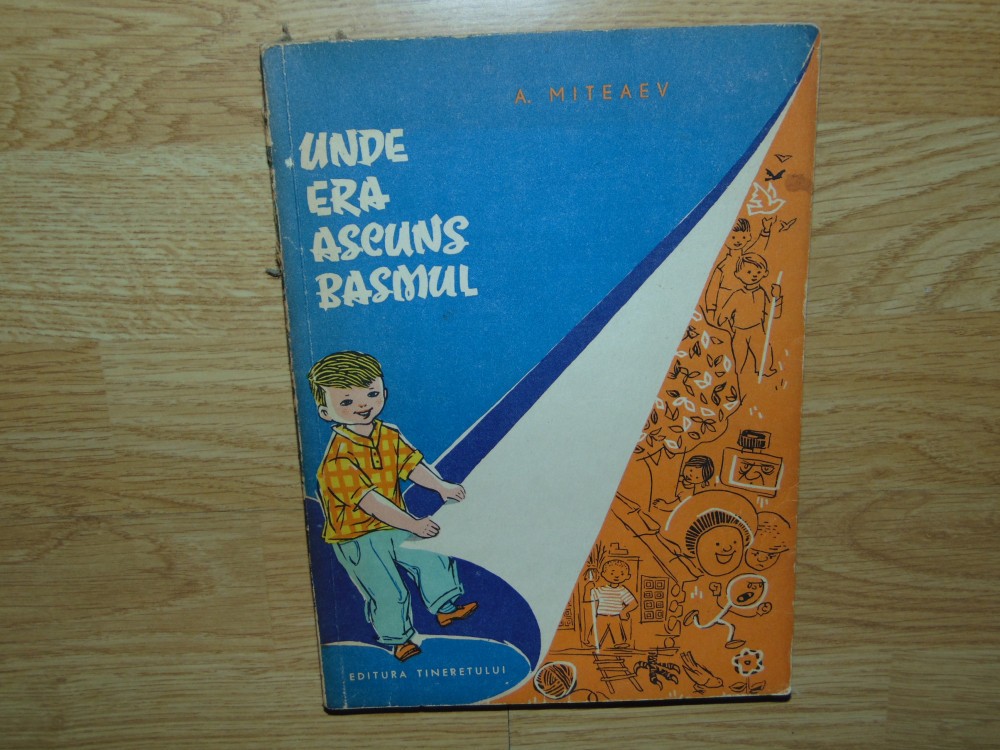 A. MITEAEV
UNDE
ERA
ASCUNS
BASMUL
EDITURA TINERETULUI